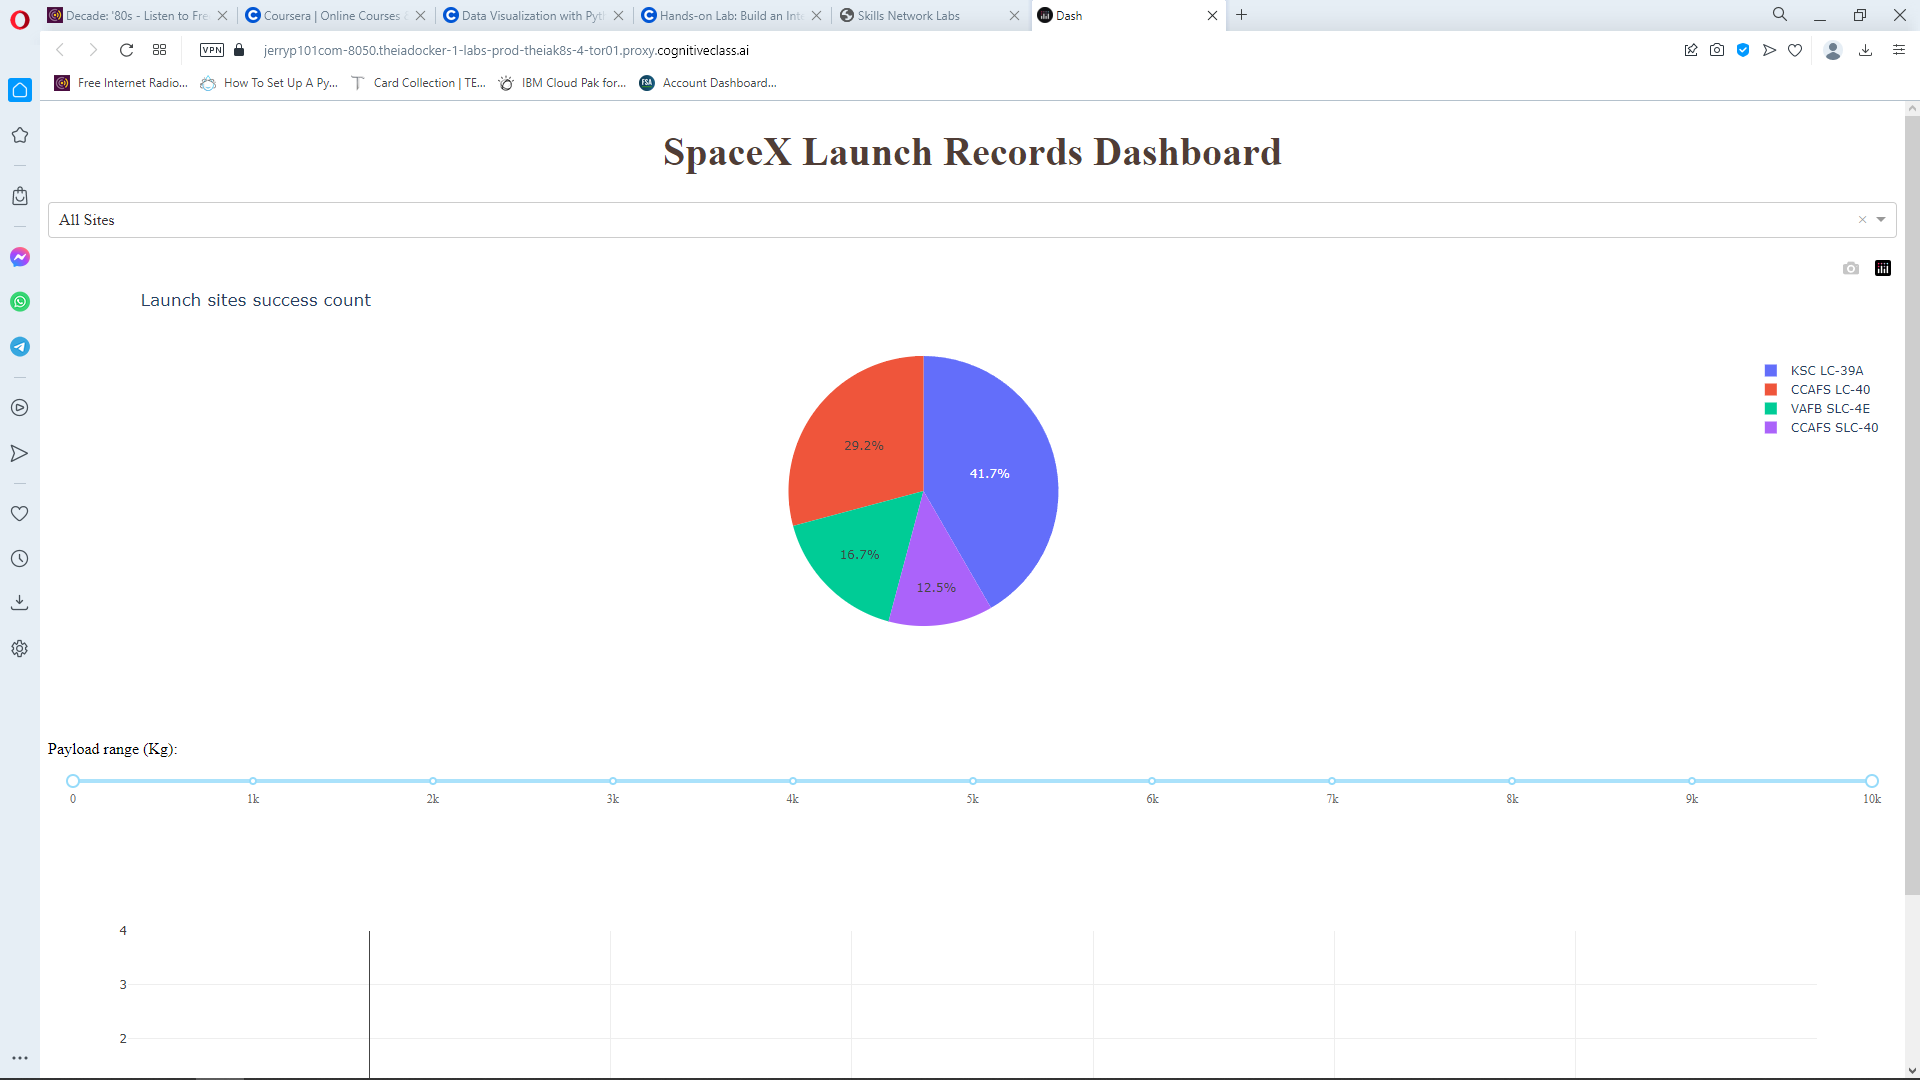 Decade: '80s - Listen to Fre
Coursera | Online Courses
Data Visualization with Pyth
Hands-on Lab: Build an Inte
Skills Network Labs
Dash
VPN
jerryp101com-8050.theiadocker-1-labs-prod-theiak8s-4-tor01.proxy.cognitiveclass.ai
Free Internet Radio...
How To Set Up A Py...
Card Collection | TE...
IBM Cloud Pak for...
FSA
Account Dashboard...
SpaceX Launch Records Dashboard
All Sites
Launch sites success count
KSC LC-39A
CCAFS LC-40
VAFB SLC-4E
CCAFS SLC-40
29.2%
41.7%
16.7%
12.5%
Payload range (Kg):
0 1k 2k 3k 4k 5k 6k 7k 8k 9k 10k
4
3
2